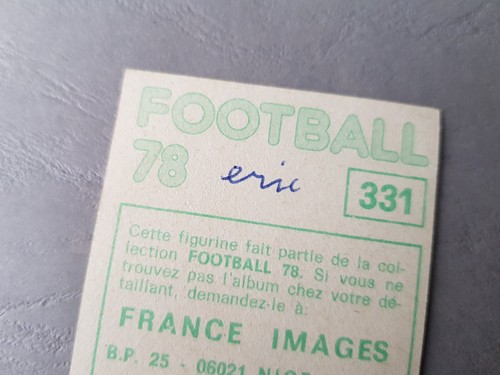 FOOTBALL
78 eric 331
Cette figurine fait partie de la col-
lection FOOTBALL 78. Si vous ne
trouvez pas l'album chez votre dé-
taillant, demandez-le à:
FRANCE IMAGES
B.P. 25 - 06021